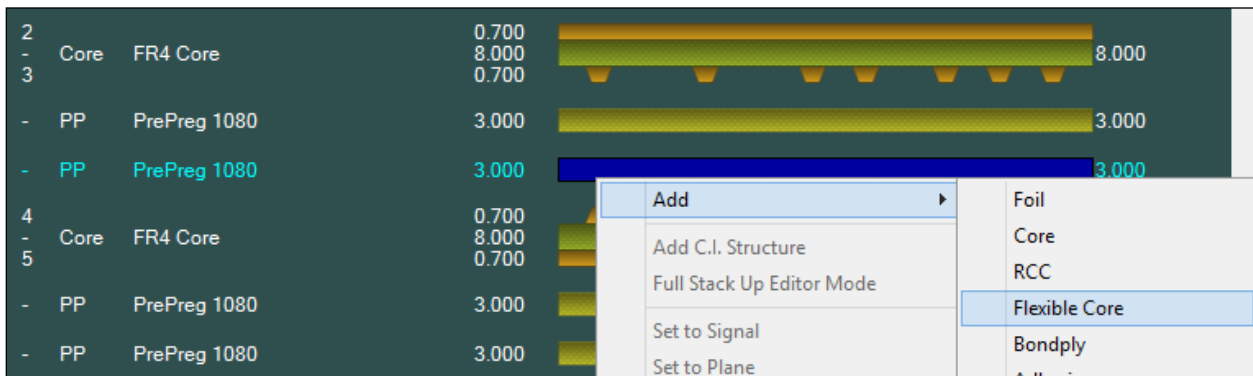 2 0.700
- Core FR4 Core 8.000 8.000
3 0.700
- PP PrePreg 1080 3.000 3.000
- PP PrePreg 1080 3.000 3.000
4 0.700
- Core FR4 Core 8.000
5 0.700
- PP PrePreg 1080 3.000
- PP PrePreg 1080 3.000
Add
Add C.I. Structure
Full Stack Up Editor Mode
Set to Signal
Set to Plane
Foil
Core
RCC
Flexible Core
Bondply